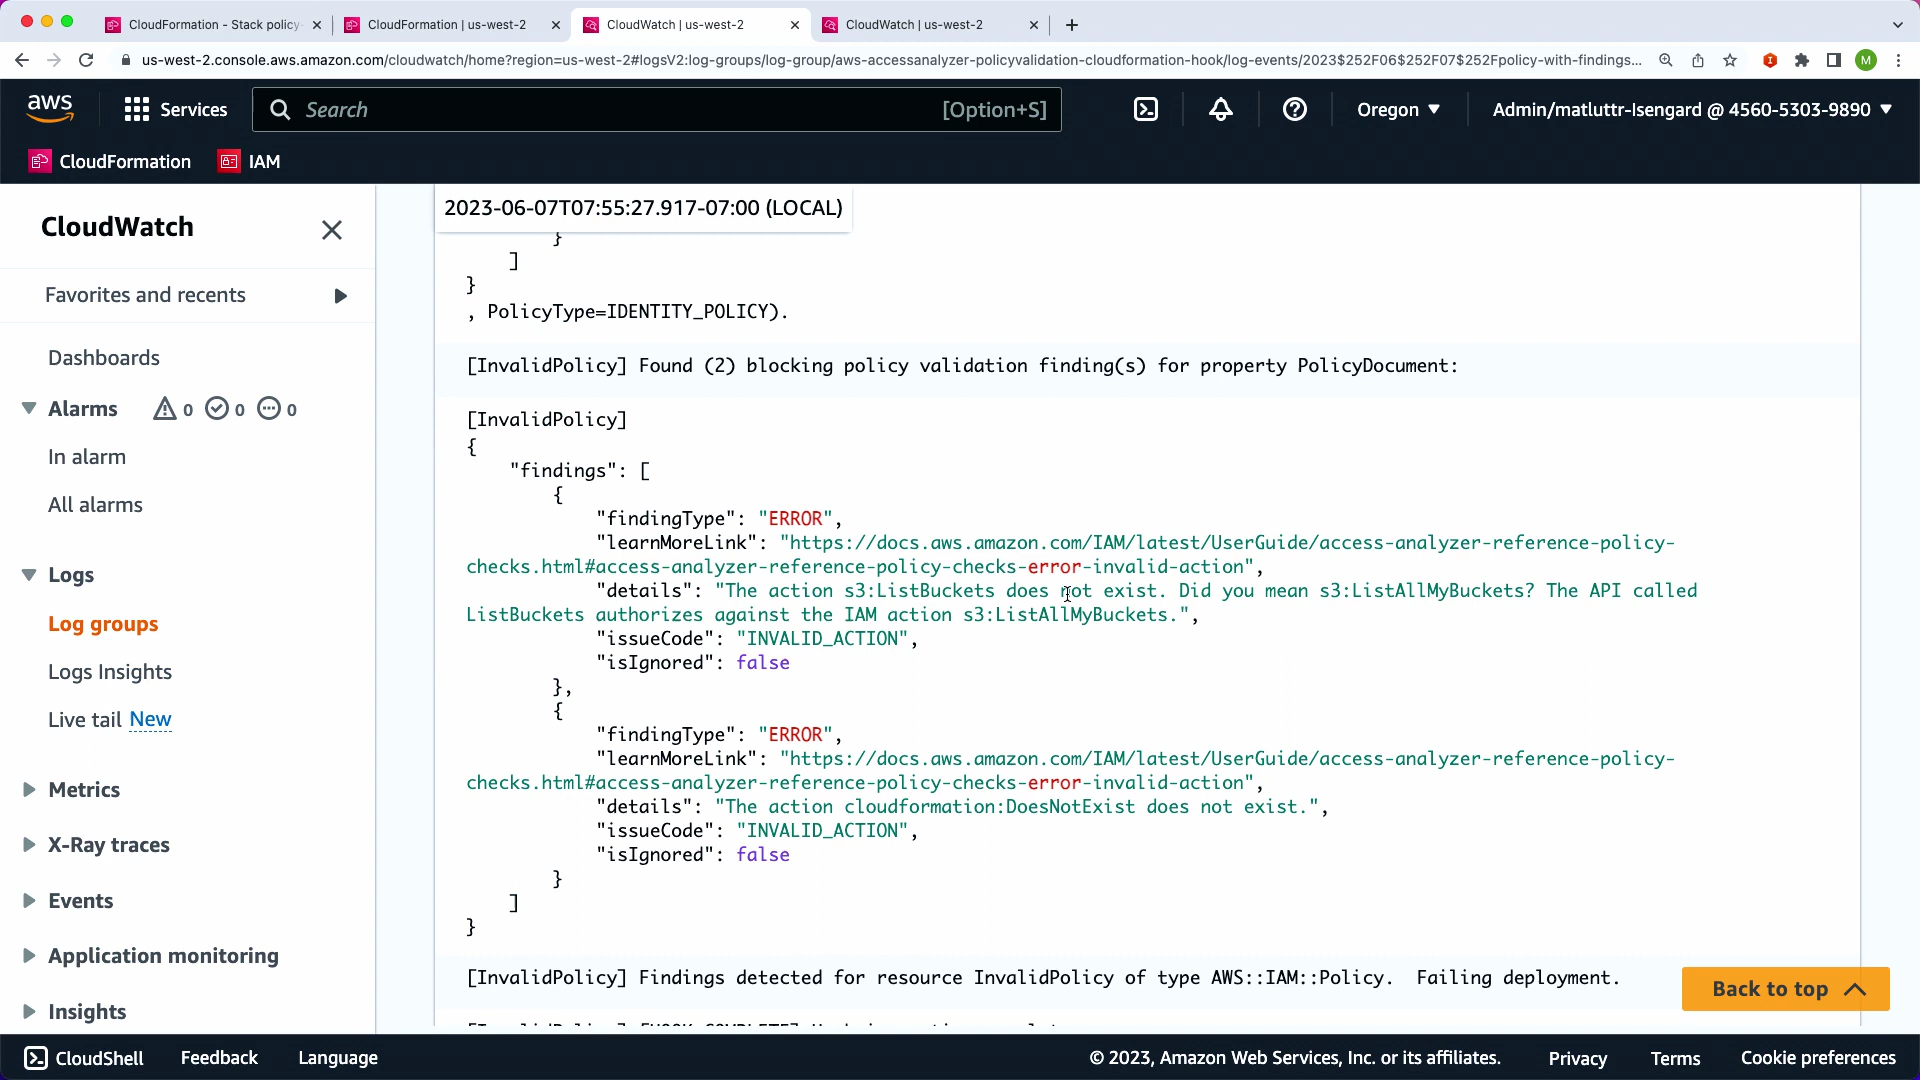 CloudFormation - Stack policy-
CloudFormation | us-west-2
CloudWatch | us-west-2
CloudWatch | us-west-2
us-west-2.console.aws.amazon.com/cloudwatch/home?region=us-west-2#logsV2:log-groups/log-group/aws-accessanalyzer-policyvalidation-cloudformation-hook/log-events/2023$252F06$252F07$252Fpolicy-with-findings...
M
aws
Services
Search
[Option+S]
Oregon
Admin/matluttr-Isengard @ 4560-5303-9890
CloudFormation
IAM
CloudWatch
Favorites and recents
Dashboards
Alarms 0 0 0
In alarm
All alarms
Logs
Log groups
Logs Insights
Live tail New
Metrics
X-Ray traces
Events
Application monitoring
Insights
2023-06-07T07:55:27.917-07:00 (LOCAL)
}
]
}
, PolicyType=IDENTITY_POLICY).
[InvalidPolicy] Found (2) blocking policy validation finding(s) for property PolicyDocument:
[InvalidPolicy]
{
"findings": [
{
"findingType": "ERROR",
"learnMoreLink": "https://docs.aws.amazon.com/IAM/latest/UserGuide/access-analyzer-reference-policy-
checks.html#access-analyzer-reference-policy-checks-error-invalid-action",
"details": "The action s3:ListBuckets does not exist. Did you mean s3:ListAllMyBuckets? The API called
ListBuckets authorizes against the IAM action s3:ListAllMyBuckets.",
"issueCode": "INVALID_ACTION",
"isIgnored": false
},
{
"findingType": "ERROR",
"learnMoreLink": "https://docs.aws.amazon.com/IAM/latest/UserGuide/access-analyzer-reference-policy-
checks.html#access-analyzer-reference-policy-checks-error-invalid-action",
"details": "The action cloudformation:DoesNotExist does not exist.",
"issueCode": "INVALID_ACTION",
"isIgnored": false
}
]
}
[InvalidPolicy] Findings detected for resource InvalidPolicy of type AWS::IAM::Policy. Failing deployment.
Back to top
CloudShell
Feedback
Language
© 2023, Amazon Web Services, Inc. or its affiliates.
Privacy
Terms
Cookie preferences